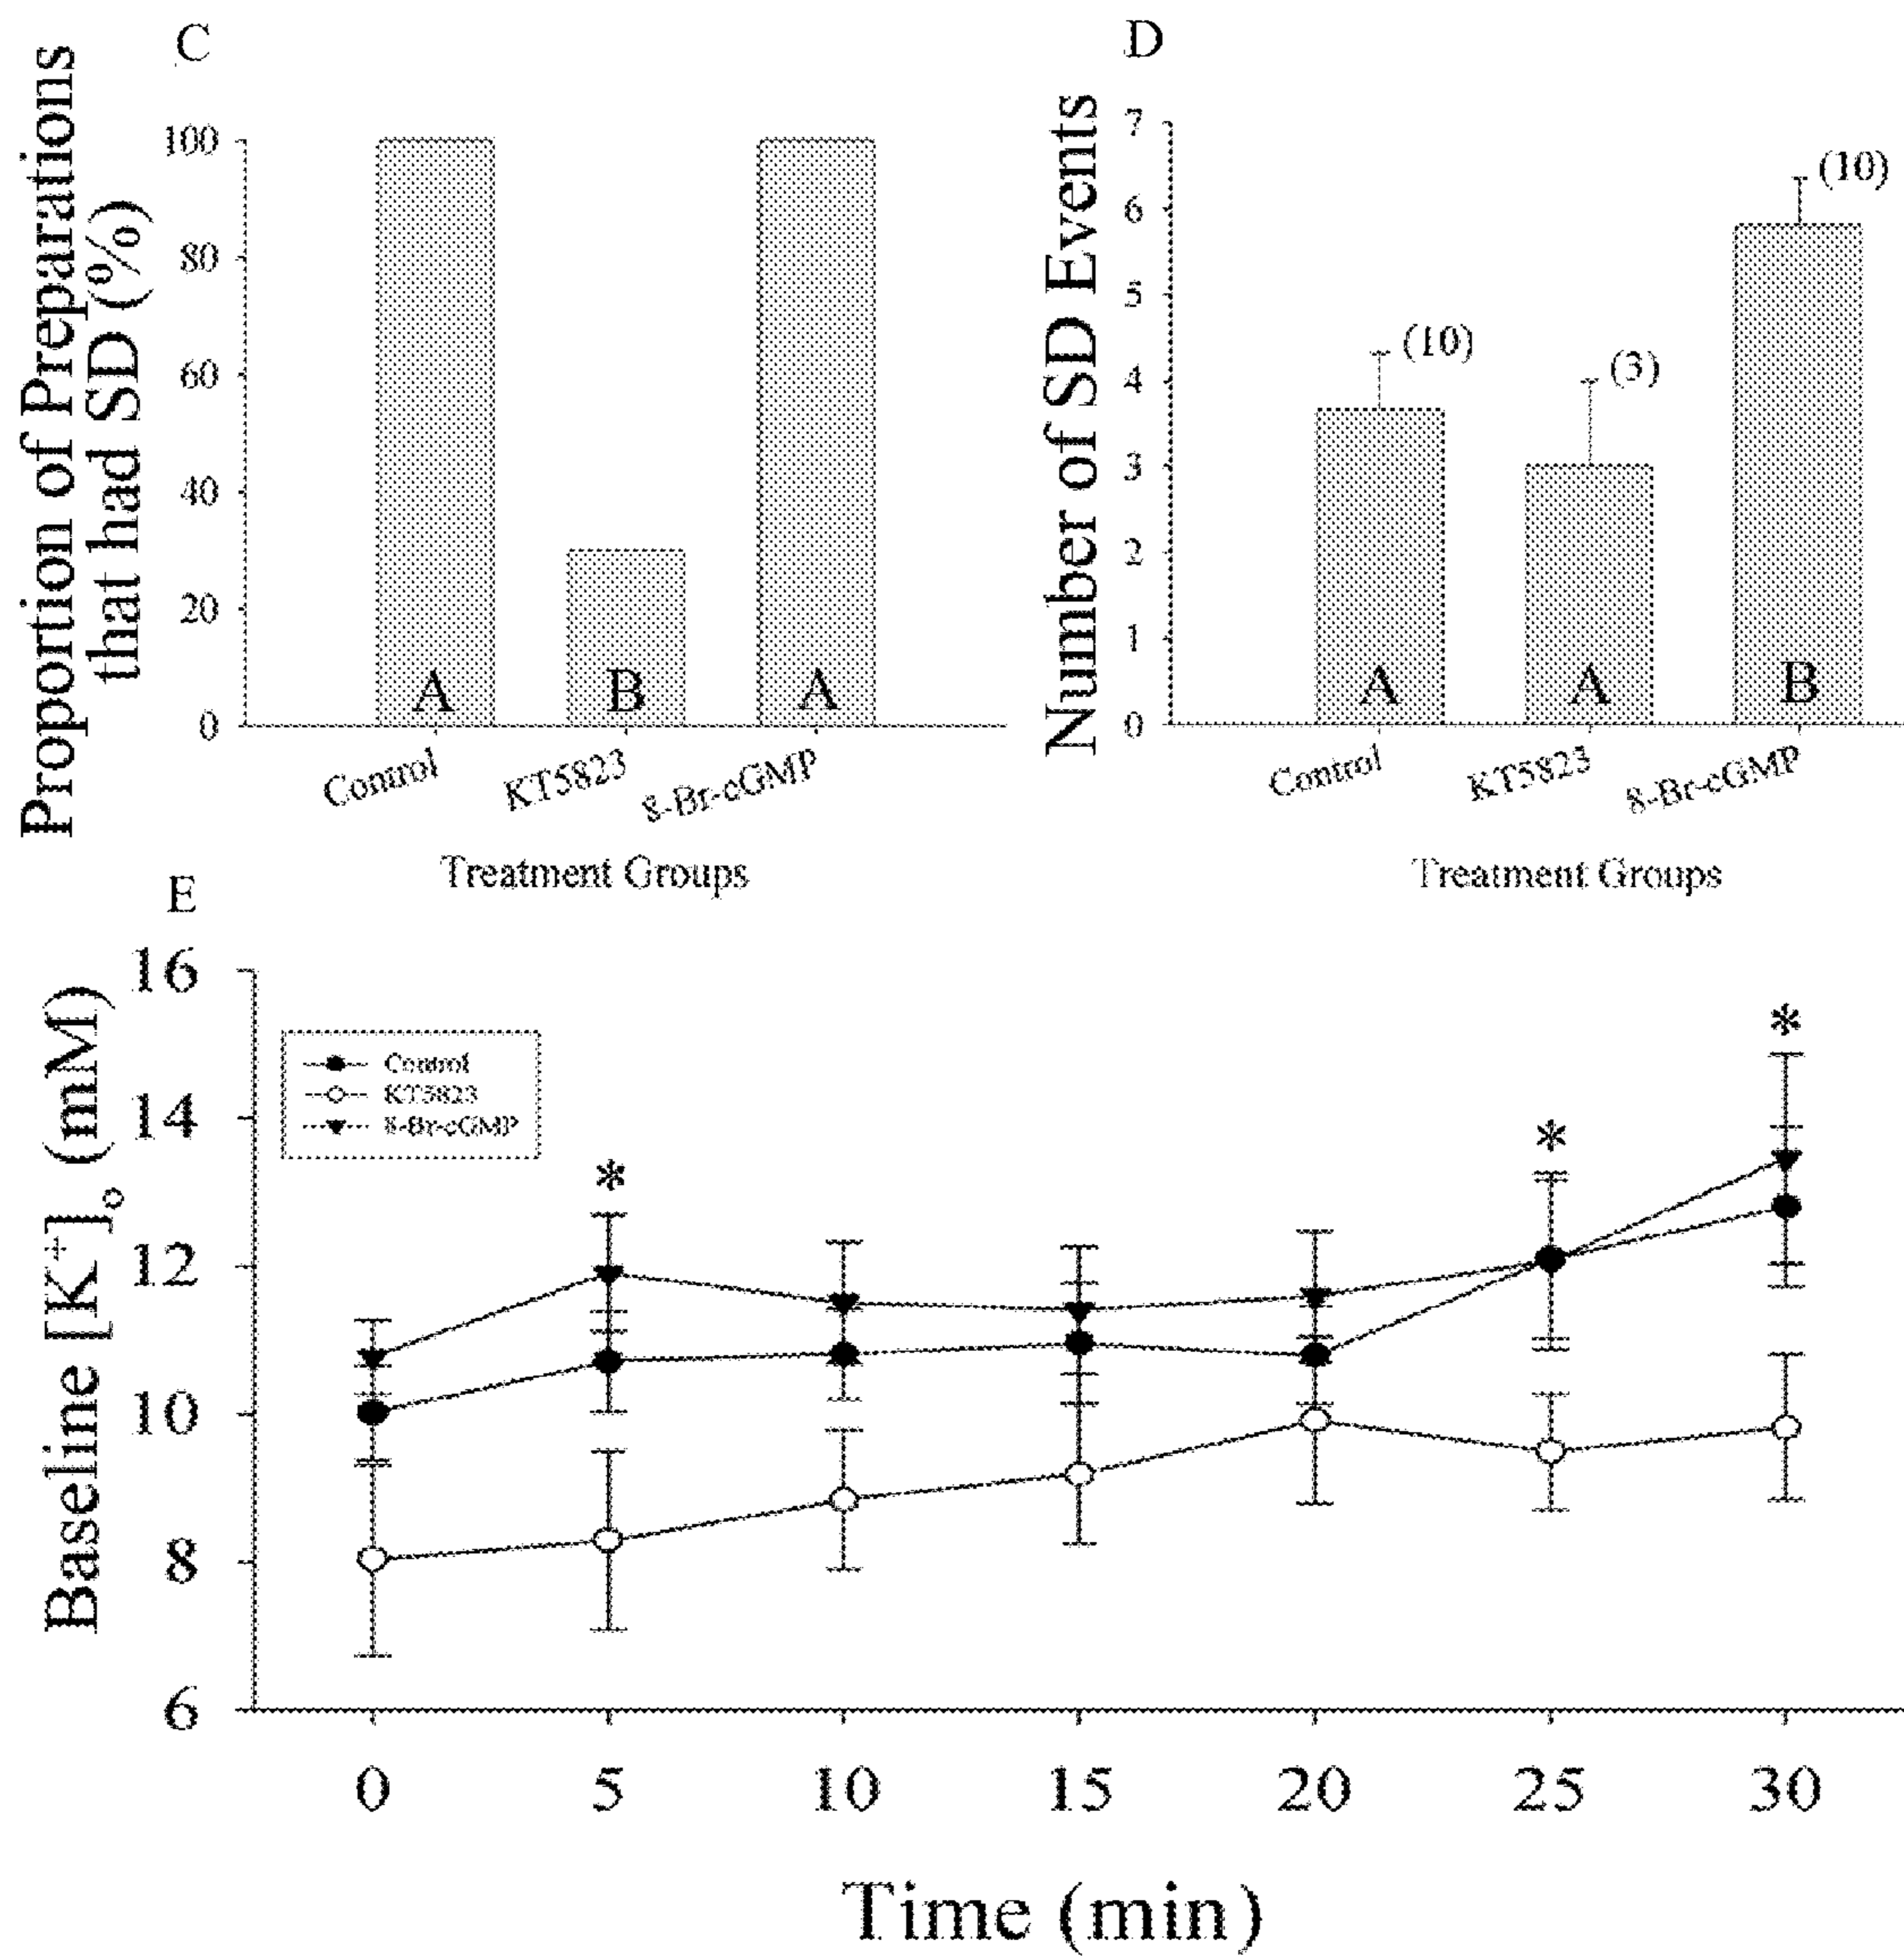 C
Proportion of Preparation
that had SD (%)
100
80
60
40
20
0
A
B
A
Control
KT5823
8-Br-cGMP
Treatment Groups
D
Number of SD Events
7
6
5
4
3
2
1
0
(10)
(3)
(10)
A
A
B
Control
KT5823
8-Br-cGMP
Treatment Groups
E
Baseline [K⁺]ₒ (mM)
16
14
12
10
8
6
Control
KT5823
8-Br-cGMP
*
*
*
0 5 10 15 20 25 30
Time (min)